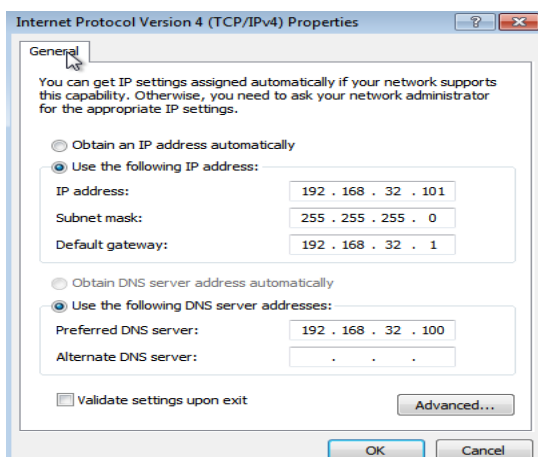 Internet Protocol Version 4 (TCP/IPv4) Properties
General
You can get IP settings assigned automatically if your network supports
this capability. Otherwise, you need to ask your network administrator
for the appropriate IP settings.
Obtain an IP address automatically
Use the following IP address:
IP address: 192 . 168 . 32 . 101
Subnet mask: 255 . 255 . 255 . 0
Default gateway: 192 . 168 . 32 . 1
Obtain DNS server address automatically
Use the following DNS server addresses:
Preferred DNS server: 192 . 168 . 32 . 100
Alternate DNS server: . . .
Validate settings upon exit
Advanced...
OK Cancel